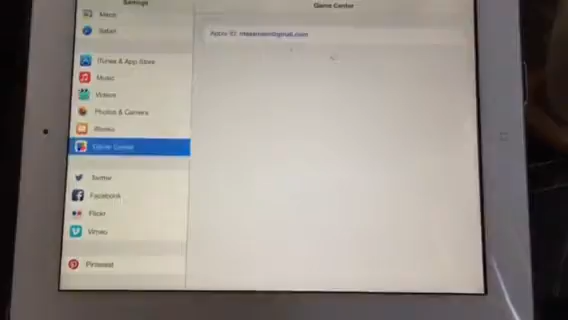 Settings
Game Center
Maps
Safari
Apple ID:
iTunes & App Store
Music
Videos
Photos & Camera
iBooks
Game Center
Twitter
Facebook
Flickr
Vimeo
Pinterest